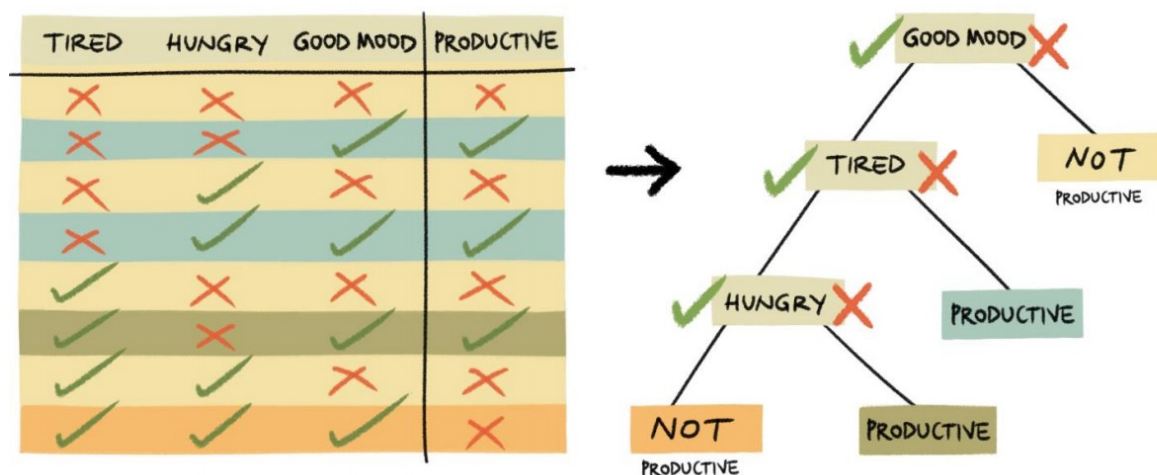 TIRED HUNGRY GOOD MOOD PRODUCTIVE
GOOD MOOD
TIRED
NOT
PRODUCTIVE
HUNGRY
PRODUCTIVE
NOT
PRODUCTIVE
PRODUCTIVE